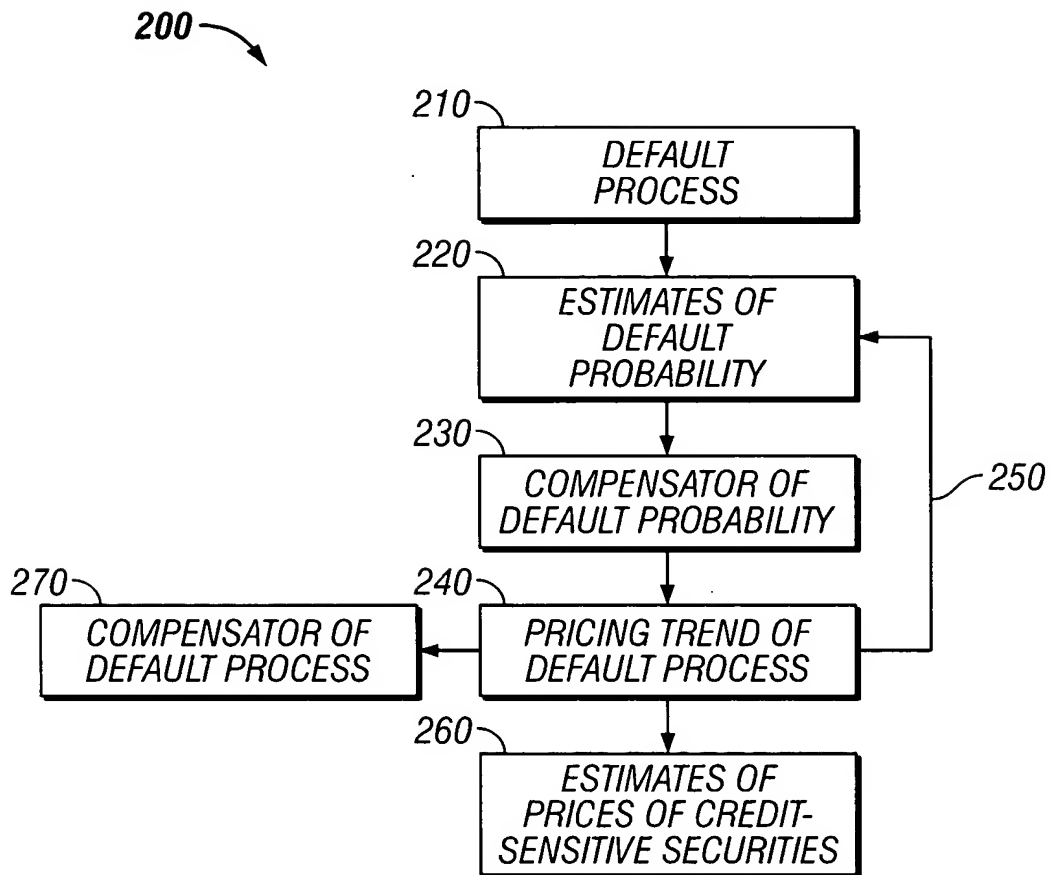 200
210
DEFAULT
PROCESS
220
ESTIMATES OF
DEFAULT
PROBABILITY
230
COMPENSATOR OF
DEFAULT PROBABILITY
250
270
COMPENSATOR OF
DEFAULT PROCESS
240
PRICING TREND OF
DEFAULT PROCESS
260
ESTIMATES OF
PRICES OF CREDIT-
SENSITIVE SECURITIES